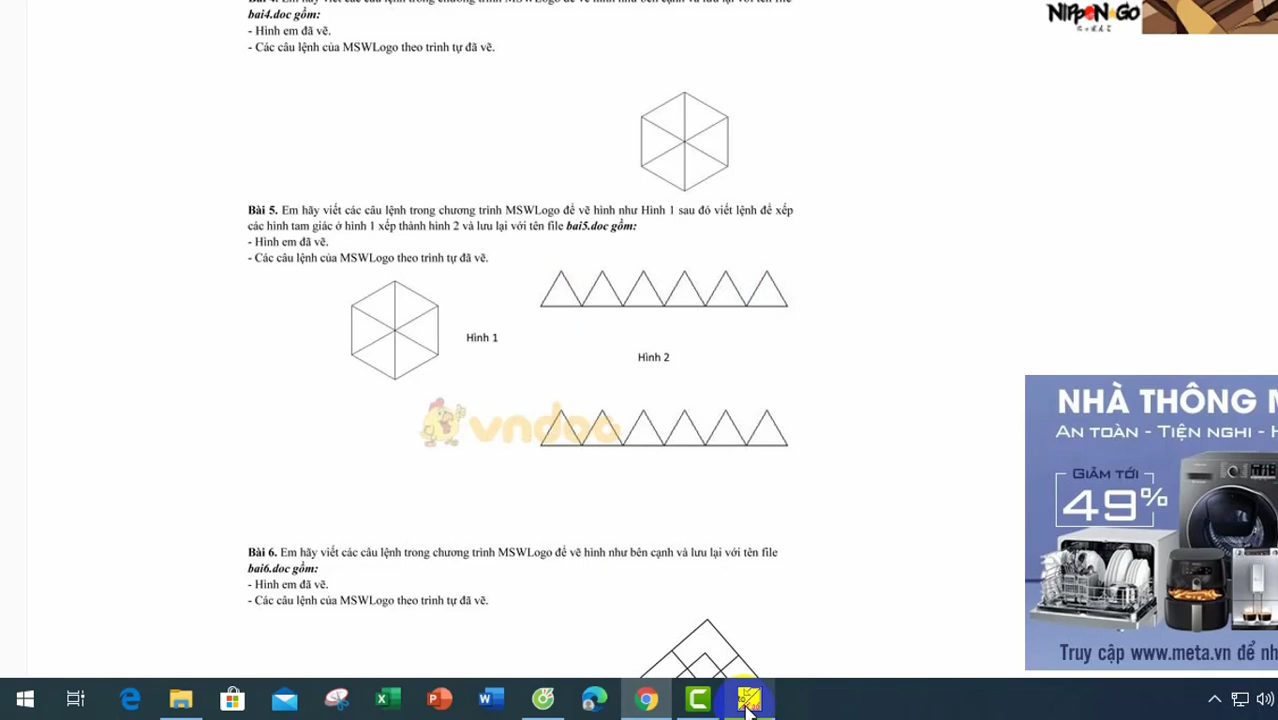 bai4.doc gồm:
- Hình em đã vẽ.
- Các câu lệnh của MSWLogo theo trình tự đã vẽ.
NIPPON GO
Bài 5. Em hãy viết các câu lệnh trong chương trình MSWLogo để vẽ hình như Hình 1 sau đó viết lệnh để xếp
các hình tam giác ở hình 1 xếp thành hình 2 và lưu lại với tên file bai5.doc gồm:
- Hình em đã vẽ.
- Các câu lệnh của MSWLogo theo trình tự đã vẽ.
Hình 1
Hình 2
vndoc
NHÀ THÔNG
AN TOÀN - TIỆN NGHI -
GIẢM TỚI
49%
Truy cập www.meta.vn để
Bài 6. Em hãy viết các câu lệnh trong chương trình MSWLogo để vẽ hình như bên cạnh và lưu lại với tên file
bai6.doc gồm:
- Hình em đã vẽ.
- Các câu lệnh của MSWLogo theo trình tự đã vẽ.